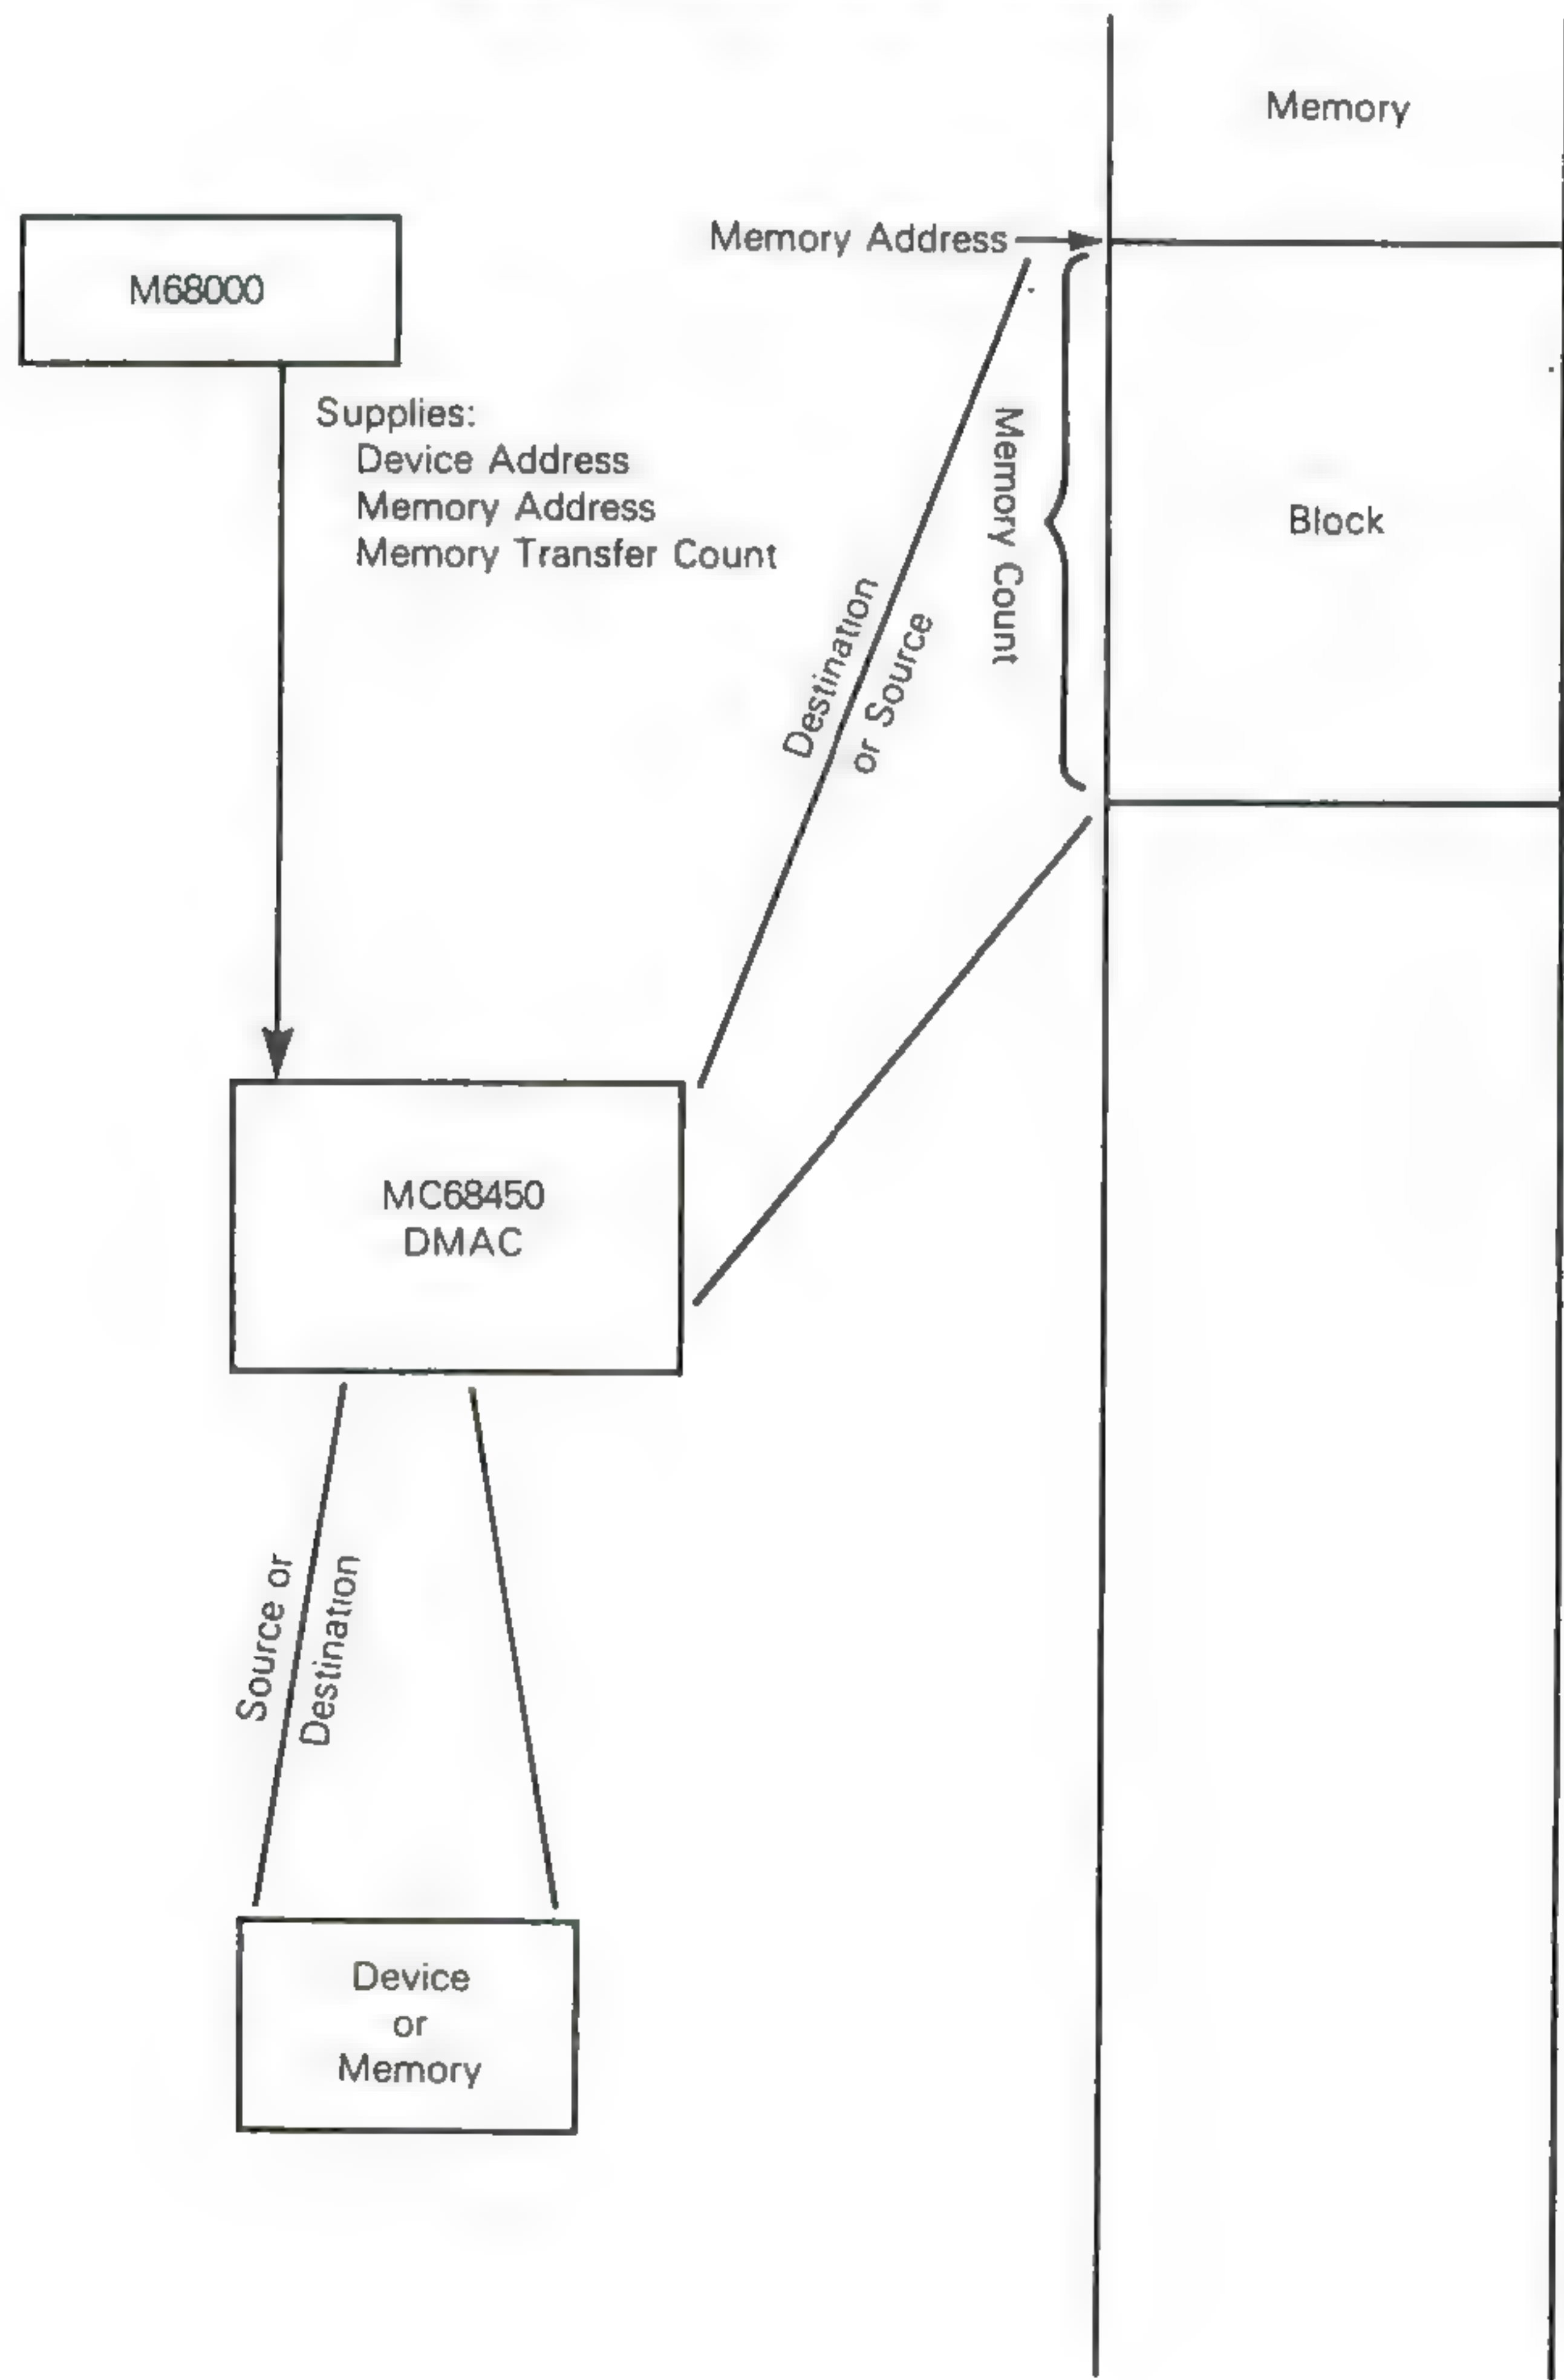 Memory
Memory Address
M68000
Supplies:
Device Address
Memory Address
Memory Transfer Count
Memory Count
Block
Destination
or Source
MC68450
DMAC
Source or
Destination
Device
or
Memory